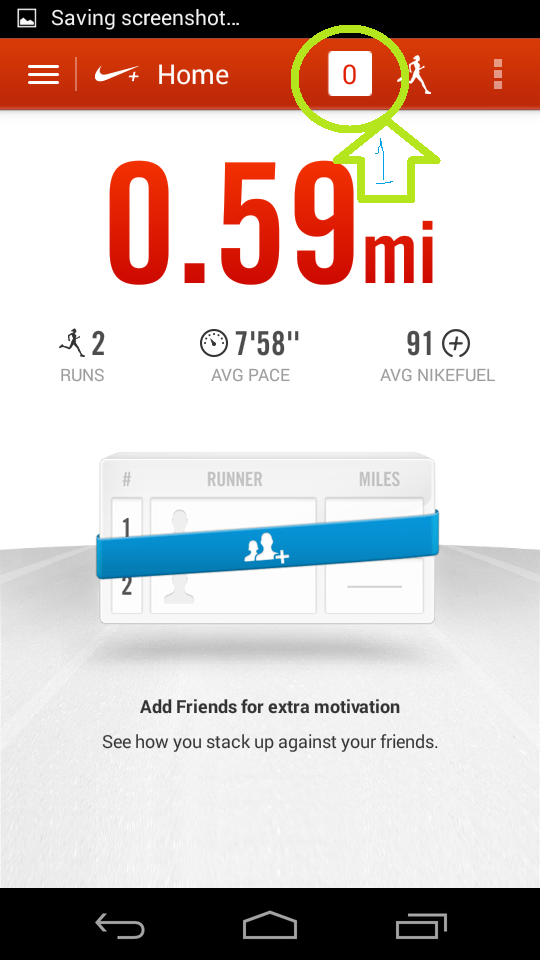 Saving screenshot...
Home
0
1
0.59mi
2
7'58"
91
RUNS
AVG PACE
AVG NIKEFUEL
# RUNNER MILES
1
2
Add Friends for extra motivation
See how you stack up against your friends.